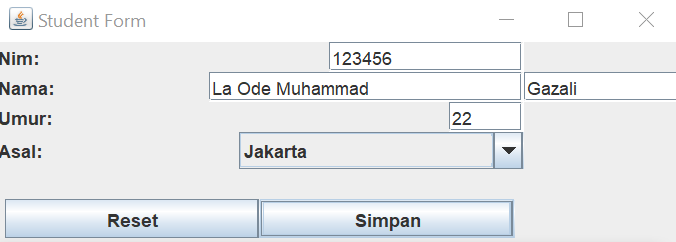 Student Form
Nim: 123456
Nama: La Ode Muhammad Gazali
Umur: 22
Asal: Jakarta
Reset Simpan